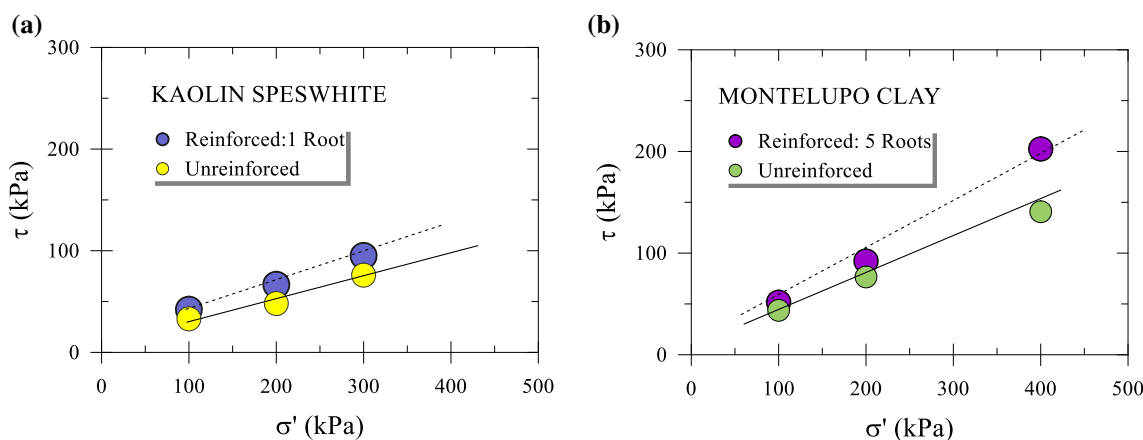 (a)
300
200
100
0
τ (kPa)
KAOLIN SPESWHITE
Reinforced:1 Root
Unreinforced
0 100 200 300 400 500
σ' (kPa)
(b)
300
200
100
0
τ (kPa)
MONTELUPO CLAY
Reinforced: 5 Roots
Unreinforced
0 100 200 300 400 500
σ' (kPa)